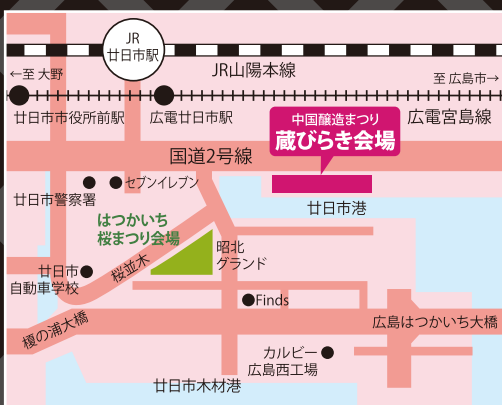 JR
廿日市駅
←至 大野
JR山陽本線
至 広島市→
廿日市市役所前駅
広電廿日市駅
広電宮島線
中国醸造まつり
蔵びらき会場
国道2号線
セブンイレブン
廿日市警察署
廿日市港
はつかいち
桜まつり会場
昭北
グランド
桜並木
廿日市
自動車学校
Finds
榎の浦大橋
広島はつかいち大橋
カルビー
広島西工場
廿日市木材港